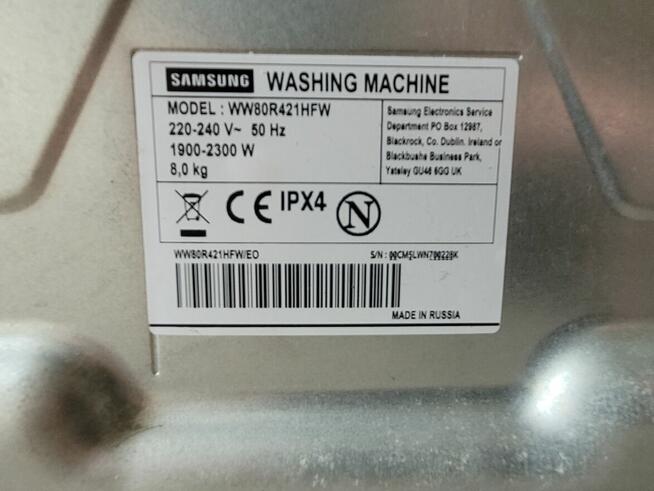 SAMSUNG WASHING MACHINE
MODEL : WW80R421HFW
220-240 V~ 50 Hz
1900-2300 W
8,0 kg
Samsung Electronics Service
Department PO Box 12987,
Blackrock, Co. Dublin. Ireland or
Blackbushe Business Park,
Yateley GU46 6GG UK
CE IPX4 N
WW80R421HFW/EO
S/N :
MADE IN RUSSIA